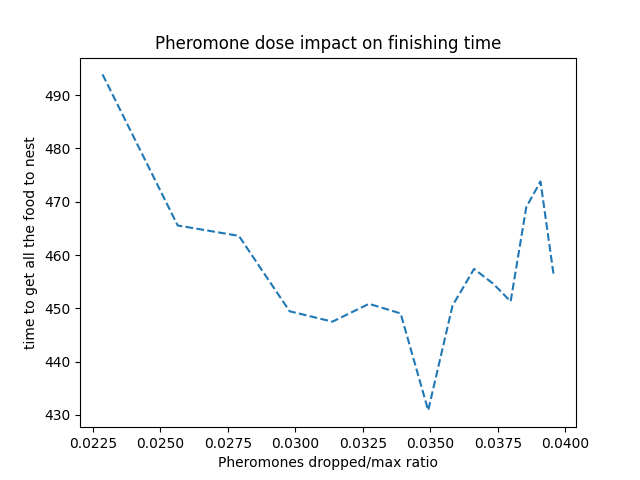 Pheromone dose impact on finishing time
time to get all the food to nest
490
480
470
460
450
440
430
0.0225 0.0250 0.0275 0.0300 0.0325 0.0350 0.0375 0.0400
Pheromones dropped/max ratio